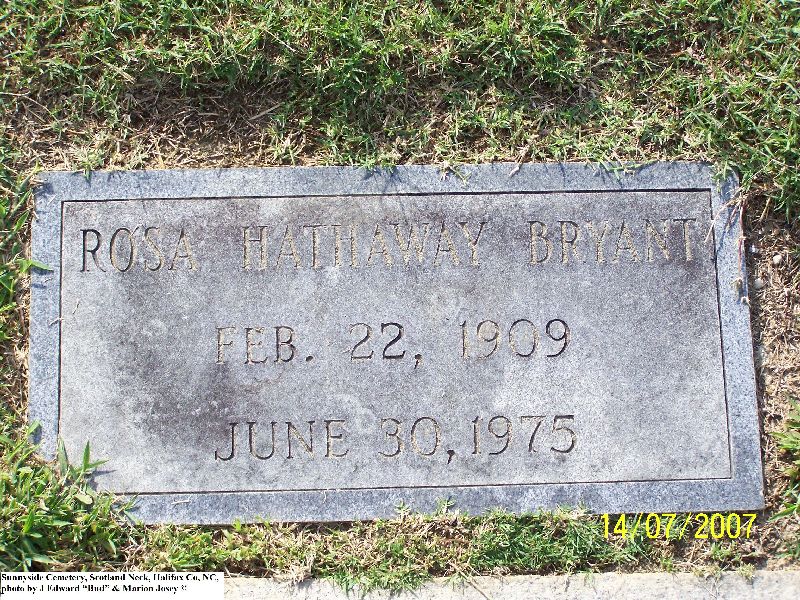 ROSA HATHAWAY BRYANT
FEB. 22, 1909
JUNE 30, 1975
14/07/2007
Sunnyside Cemetery, Scotland Neck, Halifax Co, NC,
photo by J Edward "Bud" & Marion Josey ©